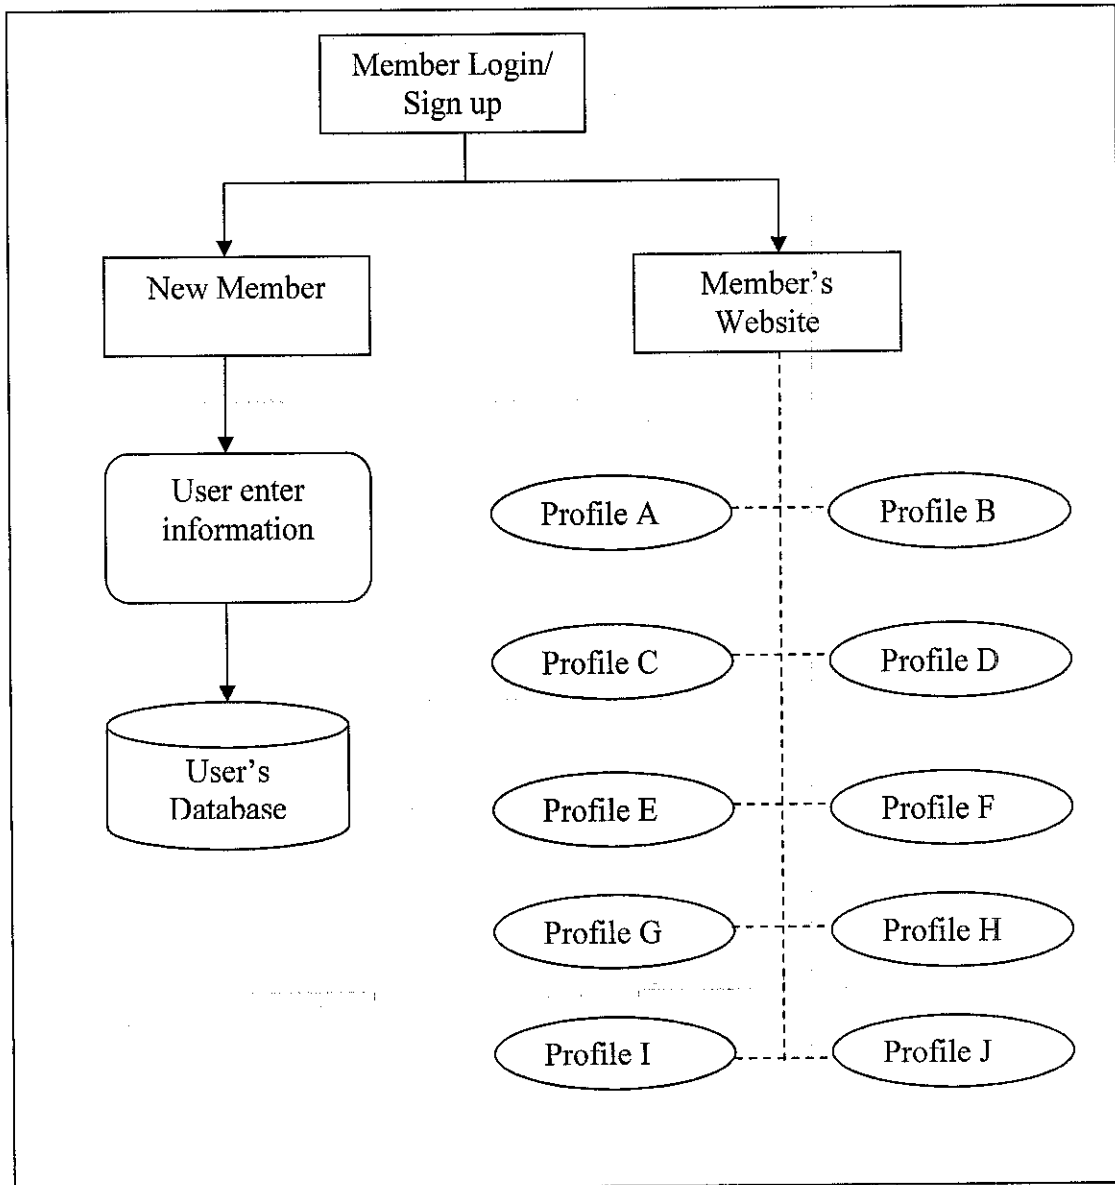 Member Login/
Sign up
New Member
Member's
Website
User enter
information
User's
Database
Profile A
Profile B
Profile C
Profile D
Profile E
Profile F
Profile G
Profile H
Profile I
Profile J